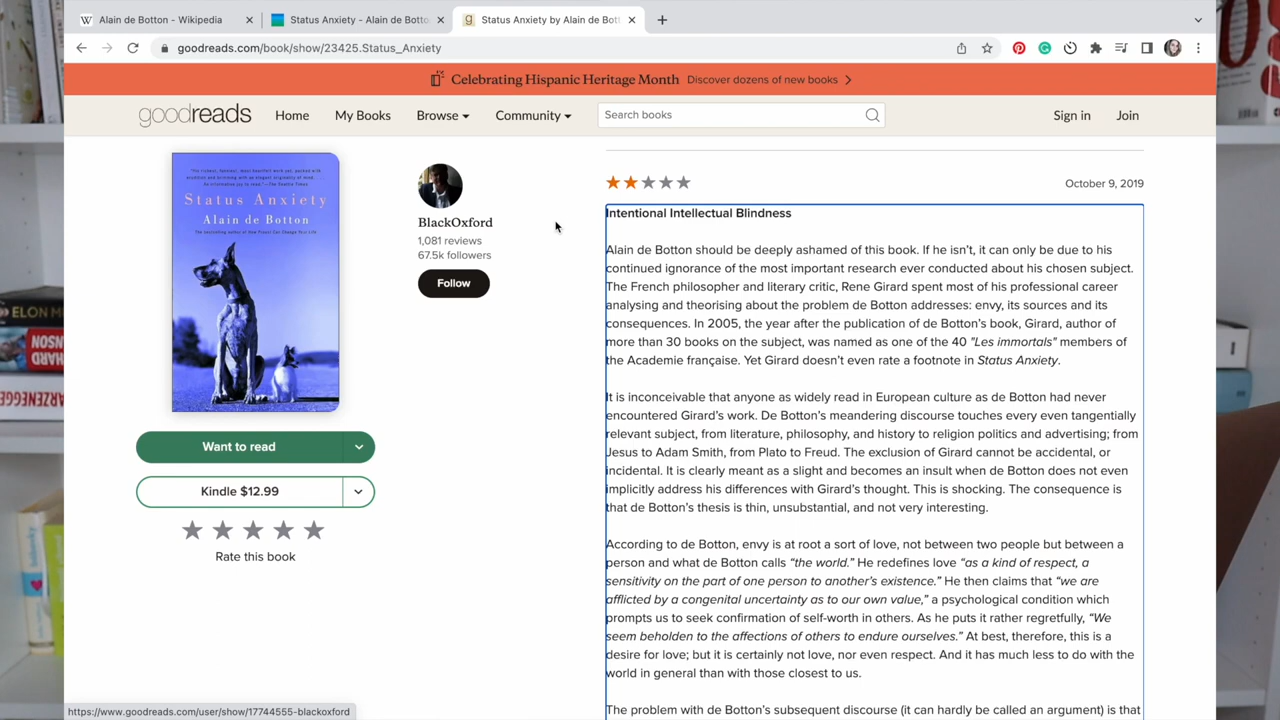 Alain de Botton - Wikipedia
Status Anxiety - Alain de Botto
Status Anxiety by Alain de Bott
goodreads.com/book/show/23425.Status_Anxiety
Celebrating Hispanic Heritage Month Discover dozens of new books
goodreads Home My Books Browse Community Search books Sign in Join
Status Anxiety
Alain de Botton
BlackOxford
1,081 reviews
67.5k followers
Follow
Want to read
Kindle $12.99
Rate this book
October 9, 2019
Intentional Intellectual Blindness
Alain de Botton should be deeply ashamed of this book. If he isn't, it can only be due to his
continued ignorance of the most important research ever conducted about his chosen subject.
The French philosopher and literary critic, Rene Girard spent most of his professional career
analysing and theorising about the problem de Botton addresses: envy, its sources and its
consequences. In 2005, the year after the publication of de Botton's book, Girard, author of
more than 30 books on the subject, was named as one of the 40 "Les immortals" members of
the Academie française. Yet Girard doesn't even rate a footnote in Status Anxiety.
It is inconceivable that anyone as widely read in European culture as de Botton had never
encountered Girard's work. De Botton's meandering discourse touches every even tangentially
relevant subject, from literature, philosophy, and history to religion politics and advertising; from
Jesus to Adam Smith, from Plato to Freud. The exclusion of Girard cannot be accidental, or
incidental. It is clearly meant as a slight and becomes an insult when de Botton does not even
implicitly address his differences with Girard's thought. This is shocking. The consequence is
that de Botton's thesis is thin, unsubstantial, and not very interesting.
According to de Botton, envy is at root a sort of love, not between two people but between a
person and what de Botton calls "the world." He redefines love "as a kind of respect, a
sensitivity on the part of one person to another's existence." He then claims that "we are
afflicted by a congenital uncertainty as to our own value," a psychological condition which
prompts us to seek confirmation of self-worth in others. As he puts it rather regretfully, "We
seem beholden to the affections of others to endure ourselves." At best, therefore, this is a
desire for love; but it is certainly not love, nor even respect. And it has much less to do with the
world in general than with those closest to us.
The problem with de Botton's subsequent discourse (it can hardly be called an argument) is that
https://www.goodreads.com/user/show/17744555-blackoxford
ELON M